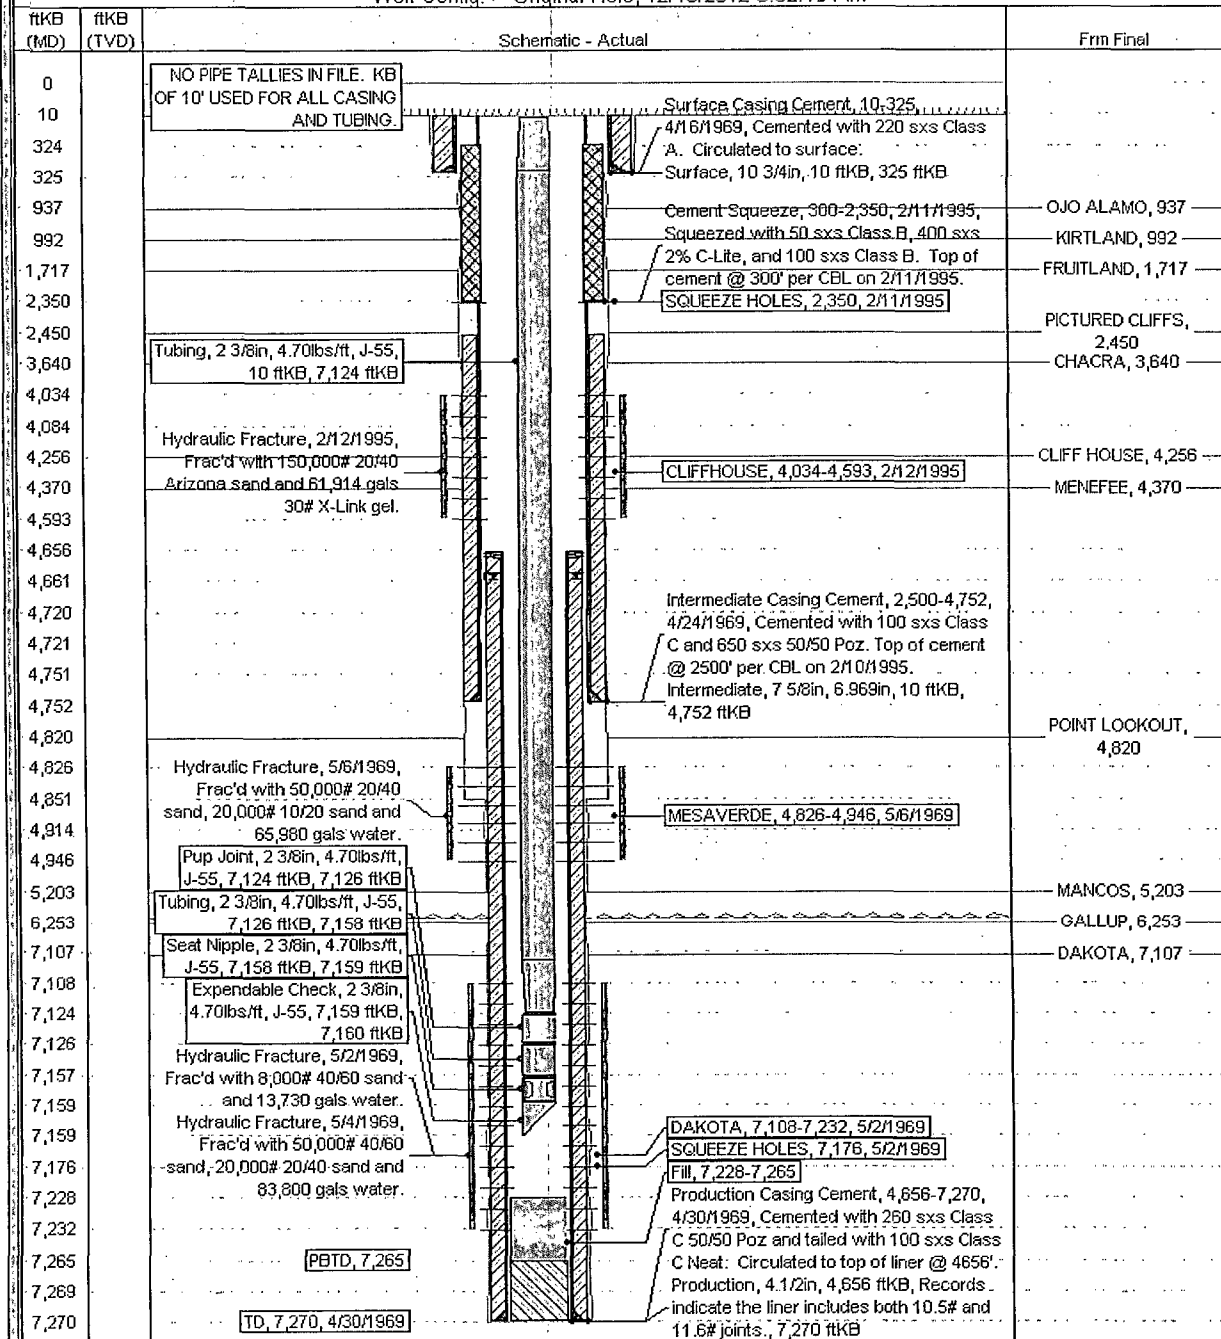 ftKB
(MD)
ftKB
(TVD)
Schematic - Actual
Frm Final
0
10
324
325
937
992
1,717
2,350
2,450
3,640
4,034
4,084
4,256
4,370
4,593
4,656
4,661
4,720
4,721
4,751
4,752
4,820
4,826
4,851
4,914
4,946
5,203
6,253
7,107
7,108
7,124
7,126
7,157
7,159
7,159
7,176
7,228
7,232
7,265
7,269
7,270
NO PIPE TALLIES IN FILE. KB
OF 10' USED FOR ALL CASING
AND TUBING.
Tubing, 2 3/8in, 4.70lbs/ft, J-55,
10 ftKB, 7,124 ftKB
Hydraulic Fracture, 2/12/1995,
Frac'd with 150,000# 20/40
Arizona sand and 61,914 gals
30# X-Link gel.
Hydraulic Fracture, 5/6/1969,
Frac'd with 50,000# 20/40
sand, 20,000# 10/20 sand and
65,980 gals water.
Pup Joint, 2 3/8in, 4.70lbs/ft,
J-55, 7,124 ftKB, 7,126 ftKB
Tubing, 2 3/8in, 4.70lbs/ft, J-55,
7,126 ftKB, 7,158 ftKB
Seat Nipple, 2 3/8in, 4.70lbs/ft,
J-55, 7,158 ftKB, 7,159 ftKB
Expendable Check, 2 3/8in,
4.70lbs/ft, J-55, 7,159 ftKB,
7,160 ftKB
Hydraulic Fracture, 5/2/1969,
Frac'd with 8,000# 40/60 sand
and 13,730 gals water.
Hydraulic Fracture, 5/4/1969,
Frac'd with 50,000# 40/60
sand, 20,000# 20/40 sand and
83,800 gals water.
PBTD, 7,265
TD, 7,270, 4/30/1969
Surface Casing Cement, 10-325,
4/16/1969, Cemented with 220 sxs Class
A. Circulated to surface.
Surface, 10 3/4in, 10 ftKB, 325 ftKB
Cement Squeeze, 300-2,350, 2/11/1995,
Squeezed with 50 sxs Class B, 400 sxs
2% C-Lite, and 100 sxs Class B. Top of
cement @ 300' per CBL on 2/11/1995.
SQUEEZE HOLES, 2,350, 2/11/1995
CLIFFHOUSE, 4,034-4,593, 2/12/1995
Intermediate Casing Cement, 2,500-4,752,
4/24/1969, Cemented with 100 sxs Class
C and 650 sxs 50/50 Poz. Top of cement
@ 2500' per CBL on 2/10/1995.
Intermediate, 7 5/8in, 6.969in, 10 ftKB,
4,752 ftKB
MESAVERDE, 4,826-4,946, 5/6/1969
DAKOTA, 7,108-7,232, 5/2/1969
SQUEEZE HOLES, 7,176, 5/2/1969
Fill, 7,228-7,265
Production Casing Cement, 4,656-7,270,
4/30/1969, Cemented with 260 sxs Class
C 50/50 Poz and tailed with 100 sxs Class
C Neat. Circulated to top of liner @ 4656'.
Production, 4 1/2in, 4,656 ftKB, Records
indicate the liner includes both 10.5# and
11.6# joints., 7,270 ftKB
OJO ALAMO, 937
KIRTLAND, 992
FRUITLAND, 1,717
PICTURED CLIFFS,
2,450
CHACRA, 3,640
CLIFF HOUSE, 4,256
MENEFEE, 4,370
POINT LOOKOUT,
4,820
MANCOS, 5,203
GALLUP, 6,253
DAKOTA, 7,107